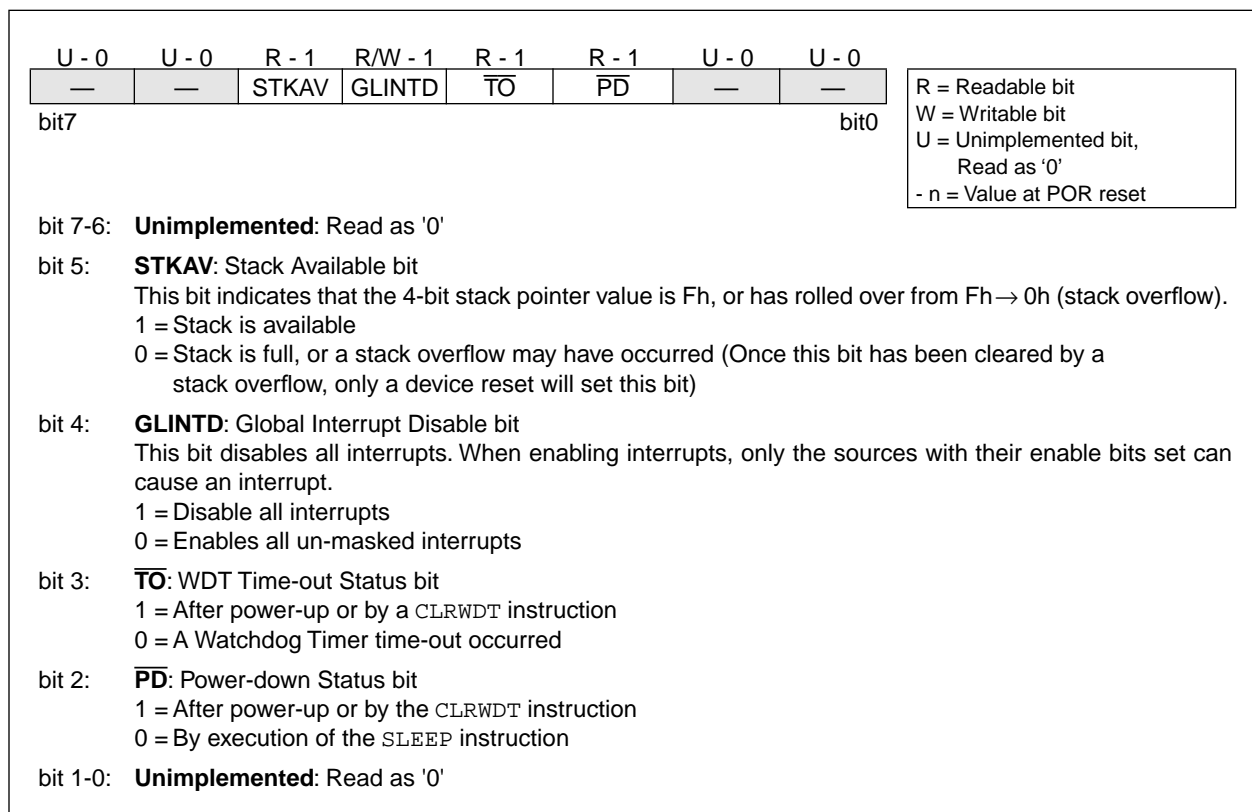 U - 0 U - 0 R - 1 R/W - 1 R - 1 R - 1 U - 0 U - 0
— — STKAV GLINTD T̅O̅ P̅D̅ — —
bit7 bit0
R = Readable bit
W = Writable bit
U = Unimplemented bit,
Read as ‘0’
- n = Value at POR reset
bit 7-6: Unimplemented: Read as '0'
bit 5: STKAV: Stack Available bit
This bit indicates that the 4-bit stack pointer value is Fh, or has rolled over from Fh→ 0h (stack overflow).
1 = Stack is available
0 = Stack is full, or a stack overflow may have occurred (Once this bit has been cleared by a
stack overflow, only a device reset will set this bit)
bit 4: GLINTD: Global Interrupt Disable bit
This bit disables all interrupts. When enabling interrupts, only the sources with their enable bits set can
cause an interrupt.
1 = Disable all interrupts
0 = Enables all un-masked interrupts
bit 3: T̅O̅: WDT Time-out Status bit
1 = After power-up or by a CLRWDT instruction
0 = A Watchdog Timer time-out occurred
bit 2: P̅D̅: Power-down Status bit
1 = After power-up or by the CLRWDT instruction
0 = By execution of the SLEEP instruction
bit 1-0: Unimplemented: Read as '0'